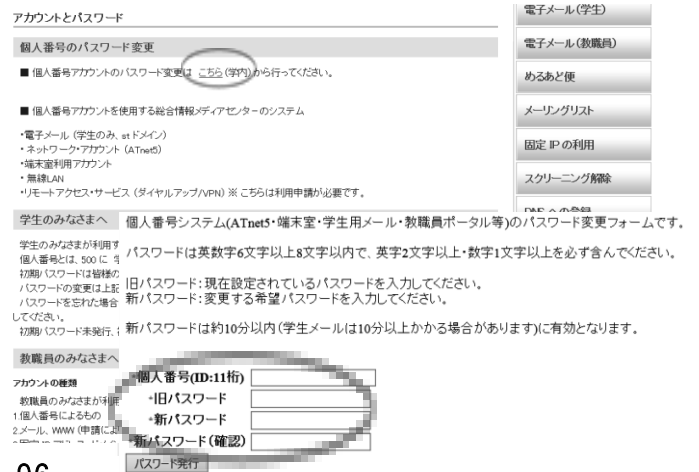 アカウントとパスワード
個人番号のパスワード変更
■ 個人番号アカウントのパスワード変更は こちら(学内)から行ってください。
■ 個人番号アカウントを使用する総合情報メディアセンターのシステム
・電子メール (学生のみ、st ドメイン)
・ネットワーク・アカウント (ATnet5)
・端末室利用アカウント
・無線LAN
・リモートアクセス・サービス (ダイヤルアップ/VPN) ※ こちらは利用申請が必要です。
学生のみなさまへ
学生のみなさまが利用す
個人番号とは、500 に 学
初期パスワードは皆様の
パスワードの変更は上記
パスワードを忘れた場合
してください。
初期パスワード未発行、
教職員のみなさまへ
アカウントの種類
教職員のみなさまが利用
1.個人番号によるもの
2.メール、WWW (申請によ
電子メール(学生)
電子メール(教職員)
めるあど便
メーリングリスト
固定 IP の利用
スクリーニング解除
DNS への登録
個人番号システム(ATnet5・端末室・学生用メール・教職員ポータル等)のパスワード変更フォームです。
パスワードは英数字6文字以上8文字以内で、英字2文字以上・数字1文字以上を必ず含んでください。
旧パスワード：現在設定されているパスワードを入力してください。
新パスワード：変更する希望パスワードを入力してください。
新パスワードは約10分以内(学生メールは10分以上かかる場合があります)に有効となります。
・個人番号(ID:11桁)
・旧パスワード
・新パスワード
新パスワード(確認)
パスワード発行